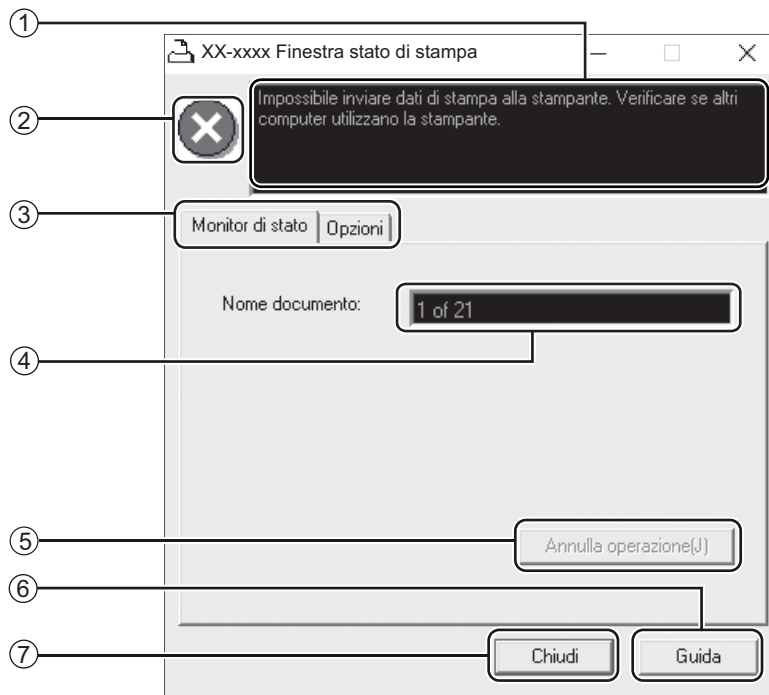 ①
XX-xxxx Finestra stato di stampa
②
Impossibile inviare dati di stampa alla stampante. Verificare se altri
computer utilizzano la stampante.
③
Monitor di stato Opzioni
Nome documento: 1 of 21
④
⑤
Annulla operazione(J)
⑥
⑦
Chiudi Guida